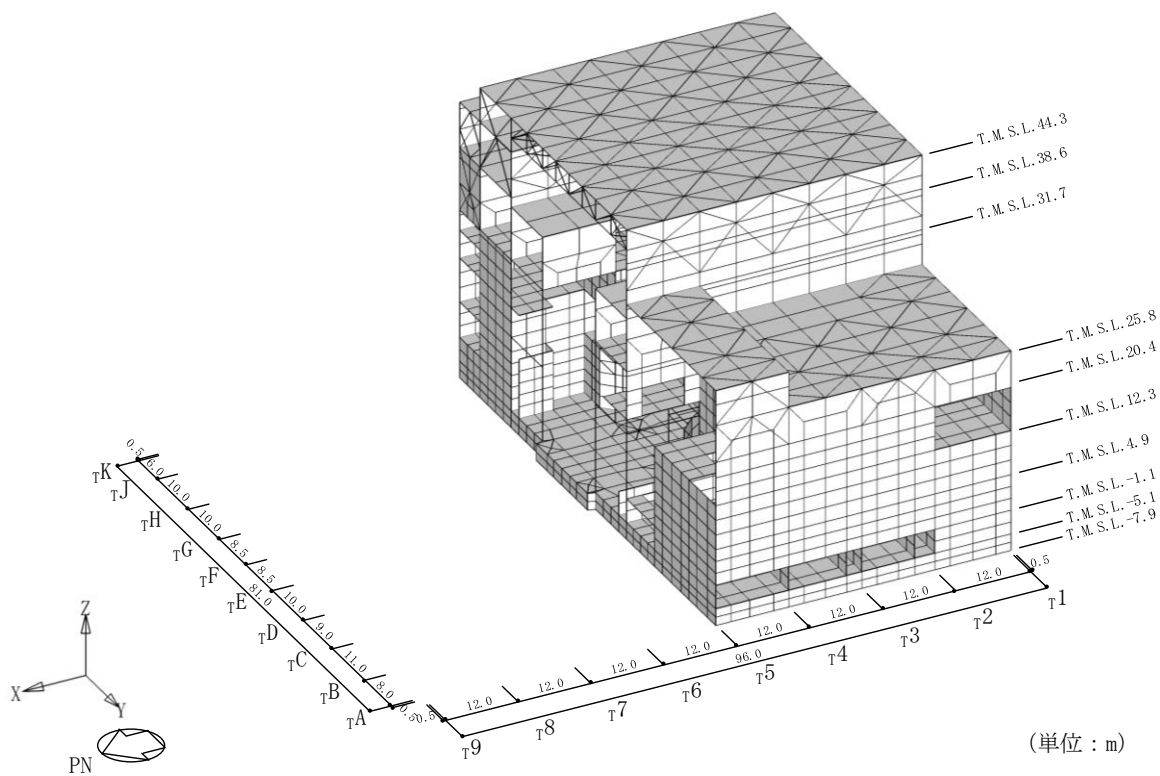 T.M.S.L.44.3
T.M.S.L.38.6
T.M.S.L.31.7
T.M.S.L.25.8
T.M.S.L.20.4
T.M.S.L.12.3
T.M.S.L.4.9
T.M.S.L.-1.1
T.M.S.L.-5.1
T.M.S.L.-7.9
0.5
6.0
10.0
10.0
8.5
8.5
10.0
9.0
11.0
8.0
0.5
81.0
TK
TJ
TH
TG
TF
TE
TD
TC
TB
TA
0.5
12.0
12.0
12.0
12.0
12.0
12.0
12.0
12.0
0.5
96.0
T9
T8
T7
T6
T5
T4
T3
T2
T1
Z
X
Y
PN
(単位:m)